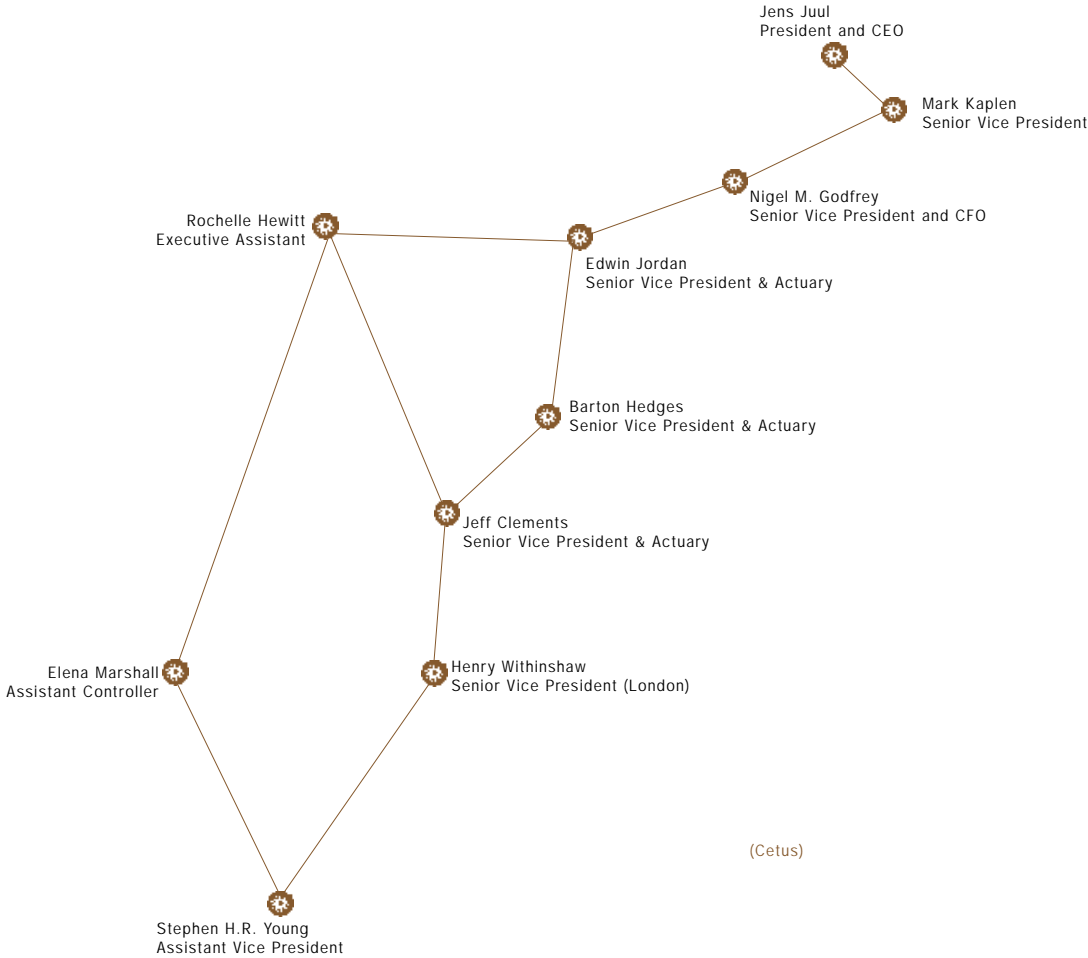 Jens Juul
President and CEO
Mark Kaplen
Senior Vice President
Nigel M. Godfrey
Senior Vice President and CFO
Rochelle Hewitt
Executive Assistant
Edwin Jordan
Senior Vice President & Actuary
Barton Hedges
Senior Vice President & Actuary
Jeff Clements
Senior Vice President & Actuary
Elena Marshall
Assistant Controller
Henry Withinshaw
Senior Vice President (London)
(Cetus)
Stephen H.R. Young
Assistant Vice President